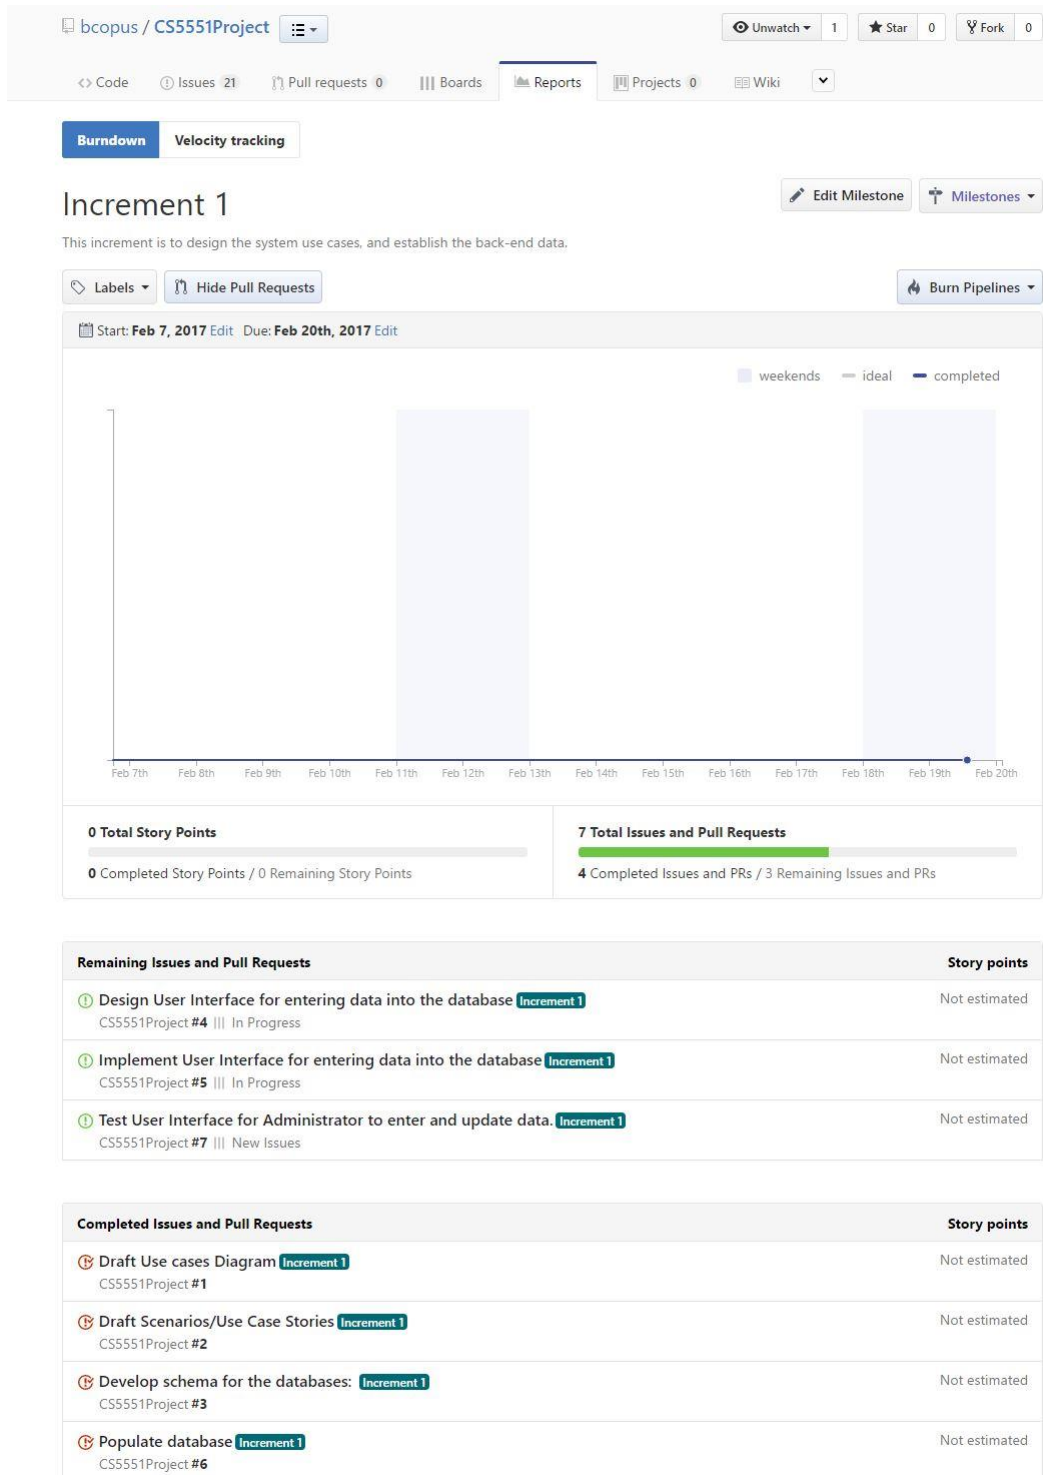 bcopus / CS5551Project
Unwatch 1 Star 0 Fork 0
Code Issues 21 Pull requests 0 Boards Reports Projects 0 Wiki
Burndown Velocity tracking
Increment 1
Edit Milestone Milestones
This increment is to design the system use cases, and establish the back-end data.
Labels Hide Pull Requests Burn Pipelines
Start: Feb 7, 2017 Edit Due: Feb 20th, 2017 Edit
weekends ideal completed
Feb 7th Feb 8th Feb 9th Feb 10th Feb 11th Feb 12th Feb 13th Feb 14th Feb 15th Feb 16th Feb 17th Feb 18th Feb 19th Feb 20th
0 Total Story Points
0 Completed Story Points / 0 Remaining Story Points
7 Total Issues and Pull Requests
4 Completed Issues and PRs / 3 Remaining Issues and PRs
Remaining Issues and Pull Requests Story points
Design User Interface for entering data into the database Increment 1 Not estimated
CS5551Project #4 In Progress
Implement User Interface for entering data into the database Increment 1 Not estimated
CS5551Project #5 In Progress
Test User Interface for Administrator to enter and update data. Increment 1 Not estimated
CS5551Project #7 New Issues
Completed Issues and Pull Requests Story points
Draft Use cases Diagram Increment 1 Not estimated
CS5551Project #1
Draft Scenarios/Use Case Stories Increment 1 Not estimated
CS5551Project #2
Develop schema for the databases: Increment 1 Not estimated
CS5551Project #3
Populate database Increment 1 Not estimated
CS5551Project #6